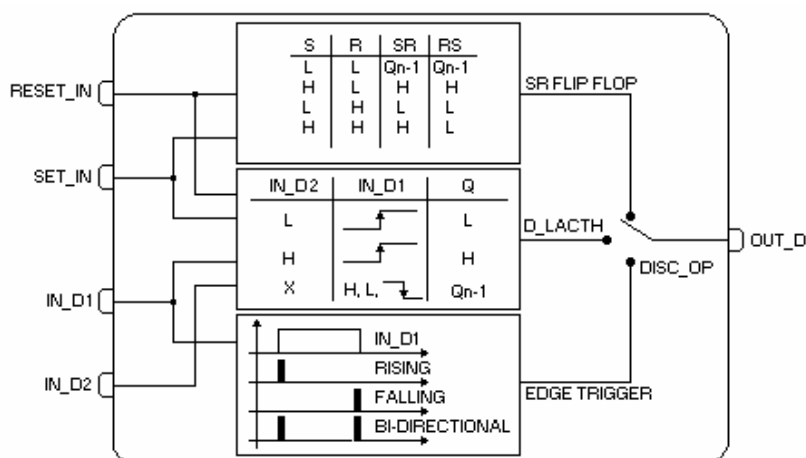 S R SR RS
L L Qn-1 Qn-1
H L H H
L H L L
H H H L
RESET_IN
SR FLIP FLOP
SET_IN
IN_D2 IN_D1 Q
L L
H H
X H, L, Qn-1
D_LACTH
OUT_D
DISC_OP
IN_D1
IN_D2
IN_D1
RISING
FALLING
BI-DIRECTIONAL
EDGE TRIGGER